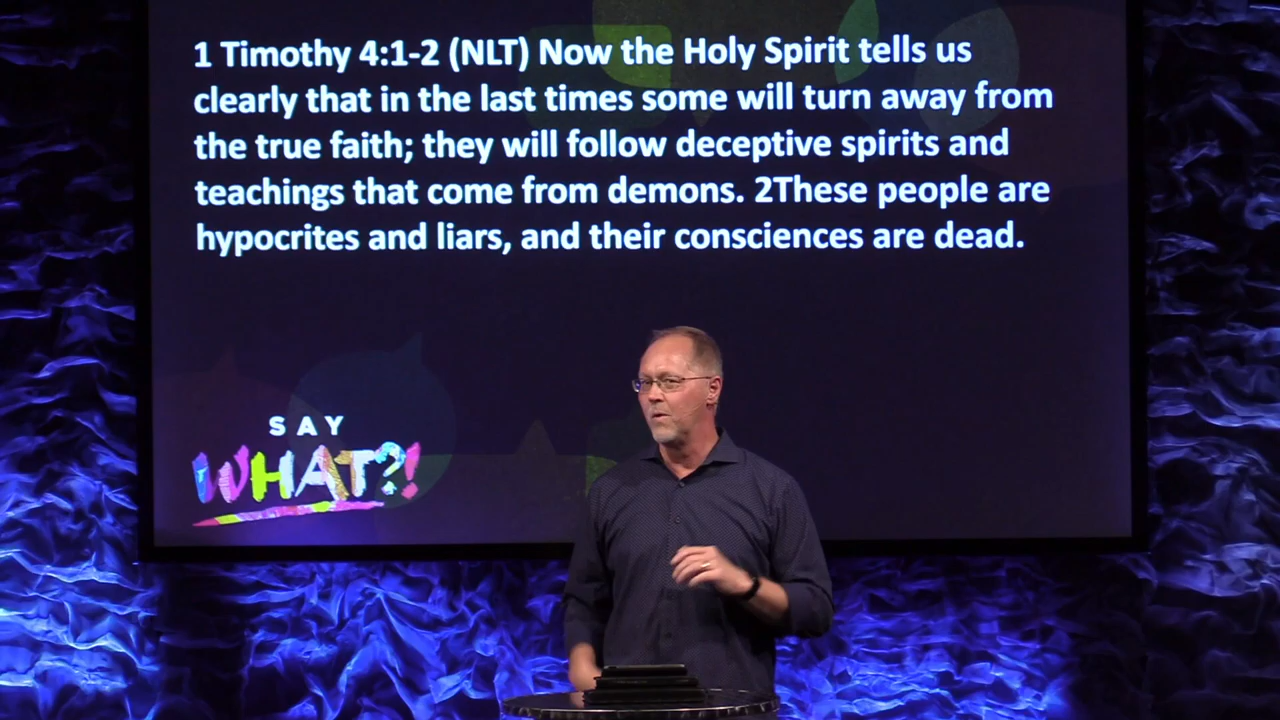 1 Timothy 4:1-2 (NLT) Now the Holy Spirit tells us
clearly that in the last times some will turn away from
the true faith; they will follow deceptive spirits and
teachings that come from demons. 2These people are
hypocrites and liars, and their consciences are dead.
SAY
WHAT?!